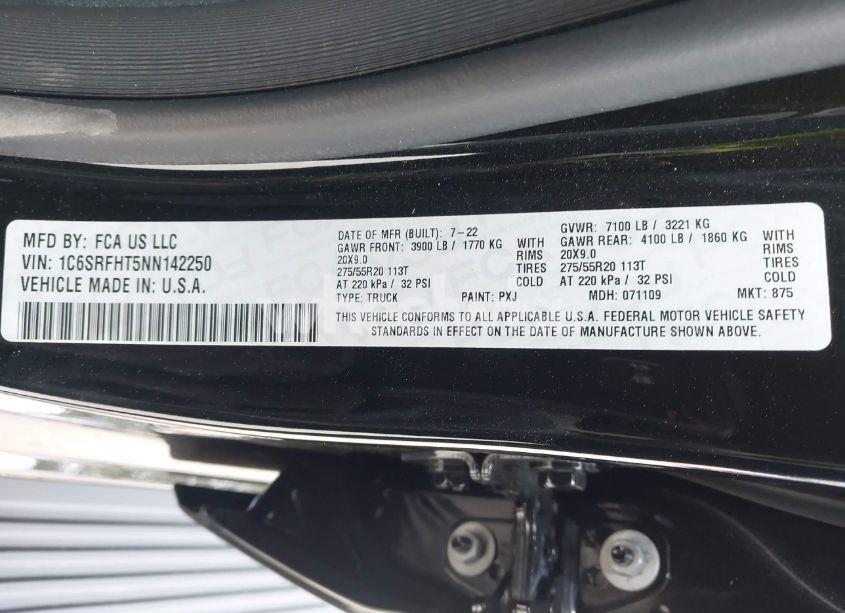 MFD BY: FCA US LLC
VIN: 1C6SRFHT5NN142250
VEHICLE MADE IN: U.S.A.
DATE OF MFR (BUILT): 7-22
GAWR FRONT: 3900 LB / 1770 KG WITH
20X9.0 RIMS
275/55R20 113T TIRES
AT 220 kPa / 32 PSI COLD
GVWR: 7100 LB / 3221 KG
GAWR REAR: 4100 LB / 1860 KG WITH
20X9.0 RIMS
275/55R20 113T TIRES
AT 220 kPa / 32 PSI COLD
TYPE: TRUCK PAINT: PXJ MDH: 071109 MKT: 875
THIS VEHICLE CONFORMS TO ALL APPLICABLE U.S.A. FEDERAL MOTOR VEHICLE SAFETY
STANDARDS IN EFFECT ON THE DATE OF MANUFACTURE SHOWN ABOVE.